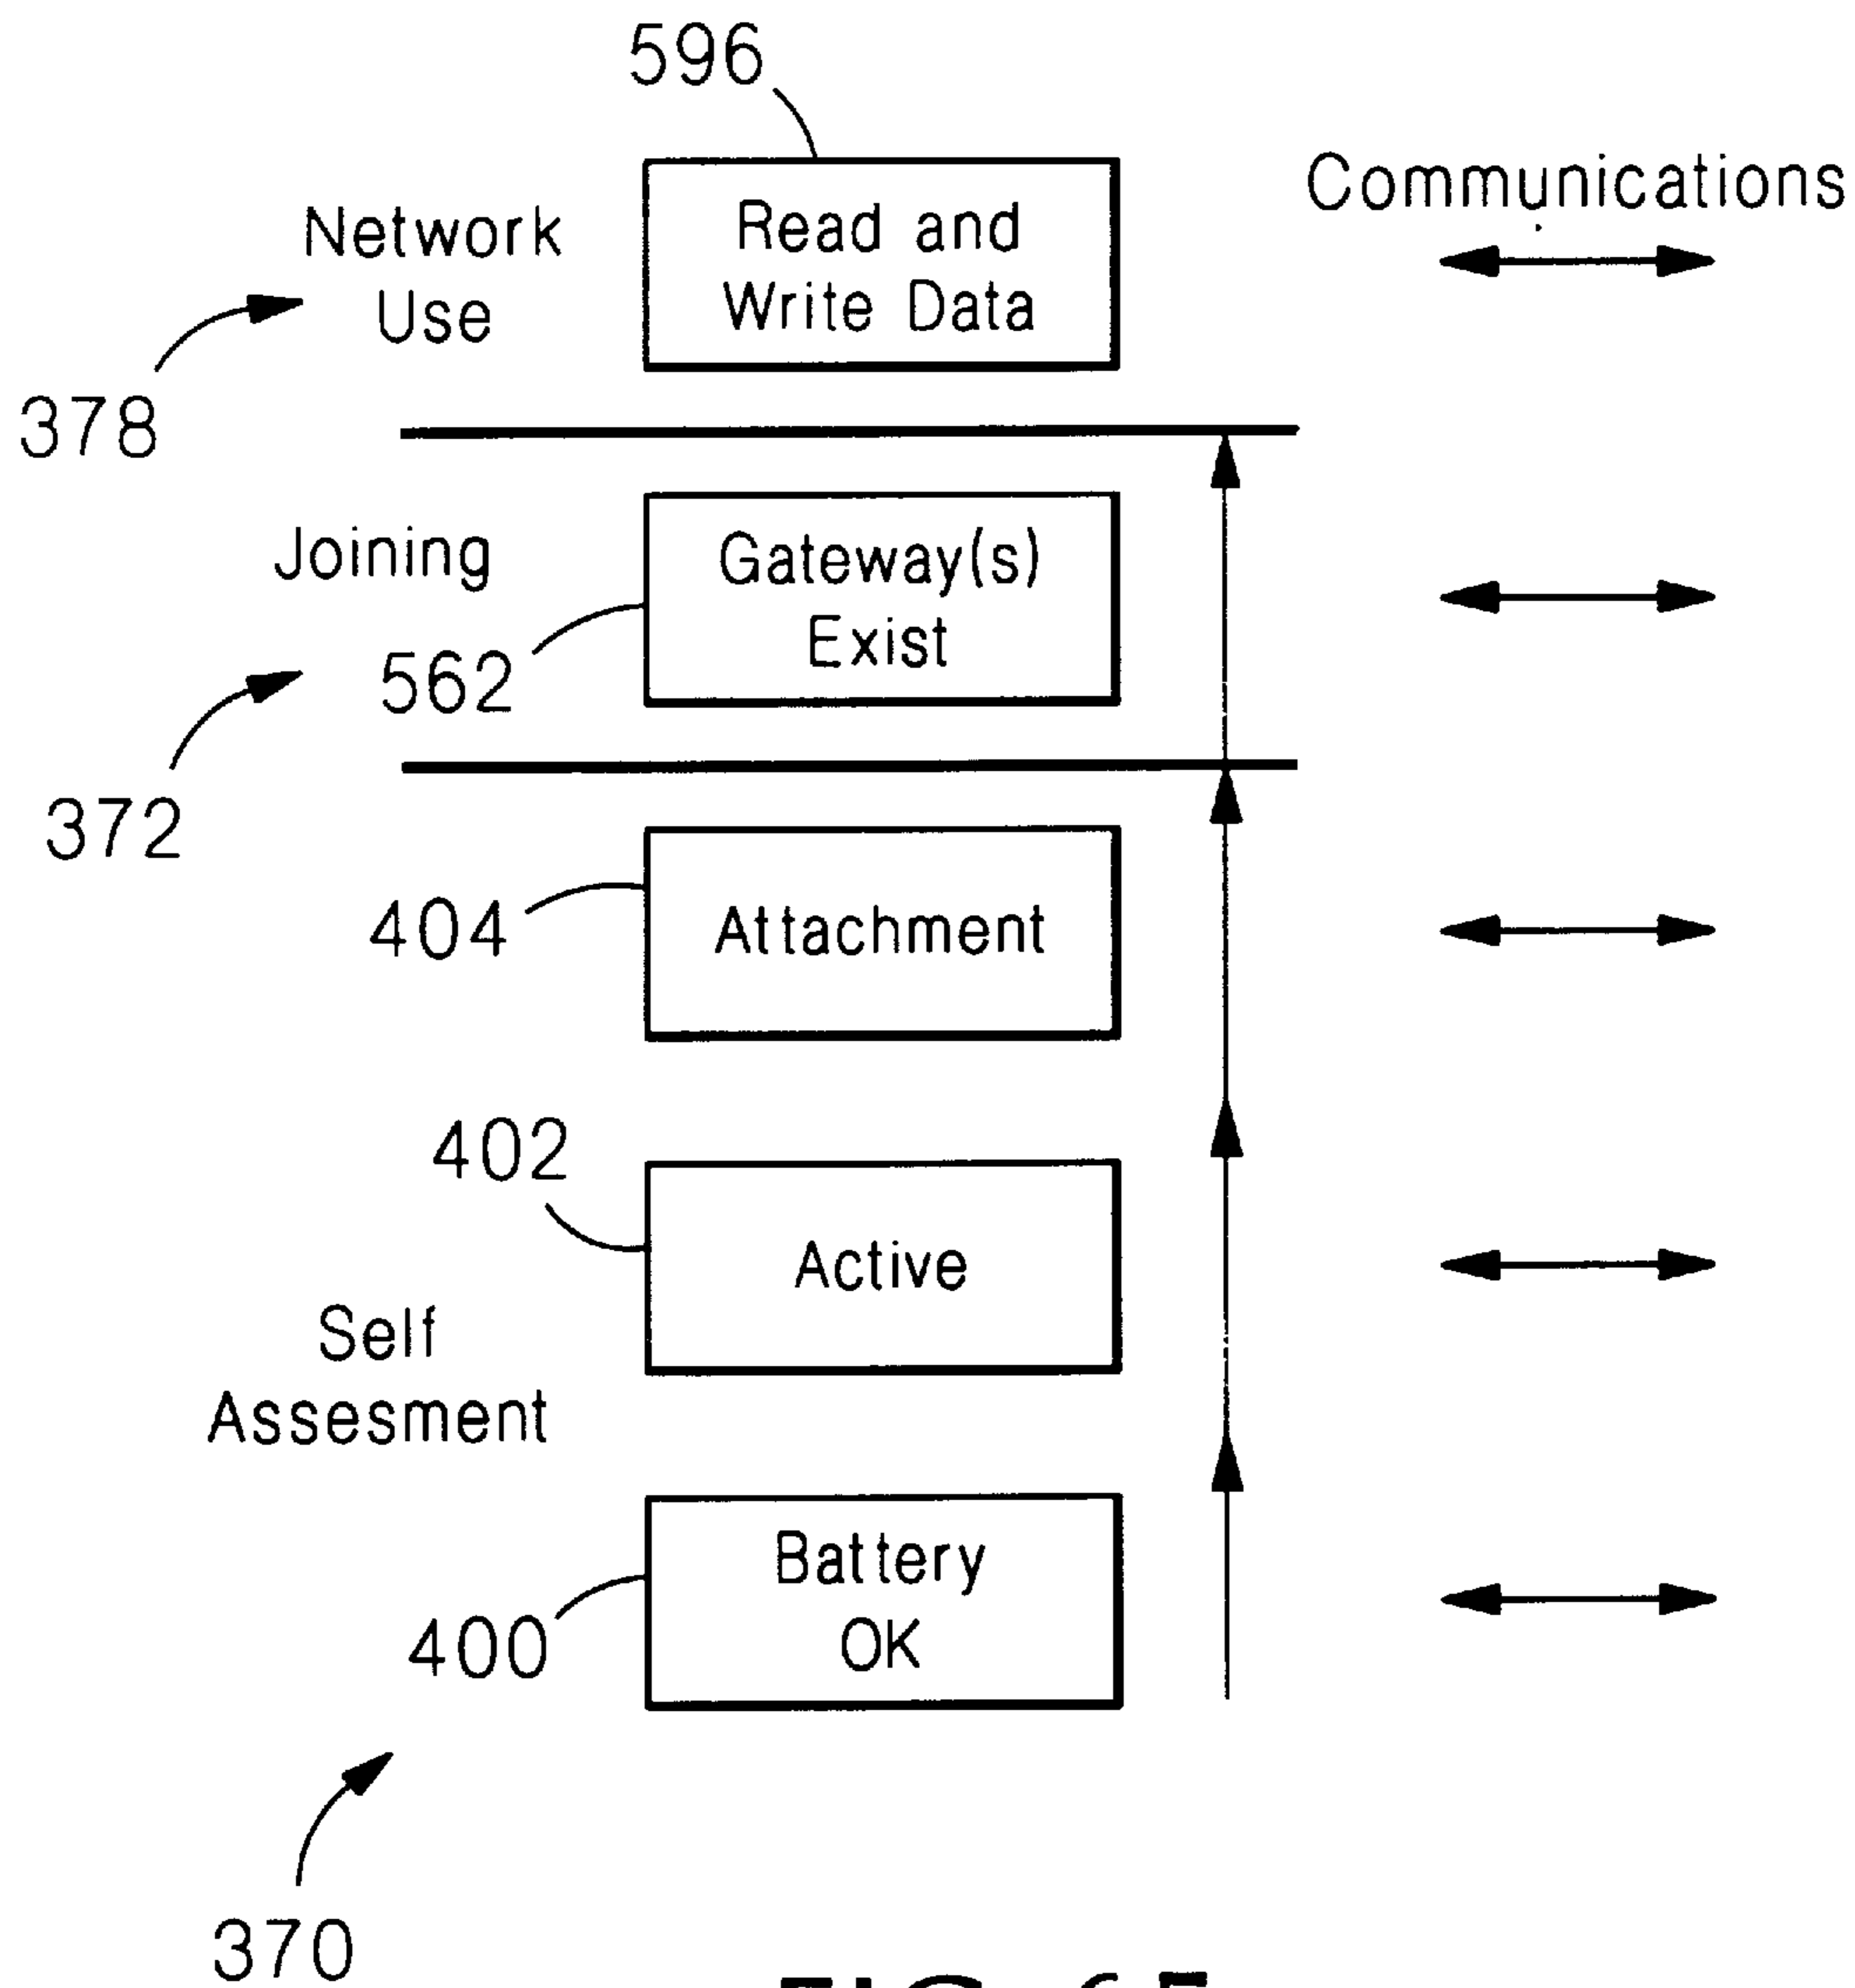 596
Communications
Network
Use
Read and
Write Data
378
Joining
Gateway(s)
Exist
562
372
404
Attachment
402
Active
Self
Assesment
Battery
OK
400
370